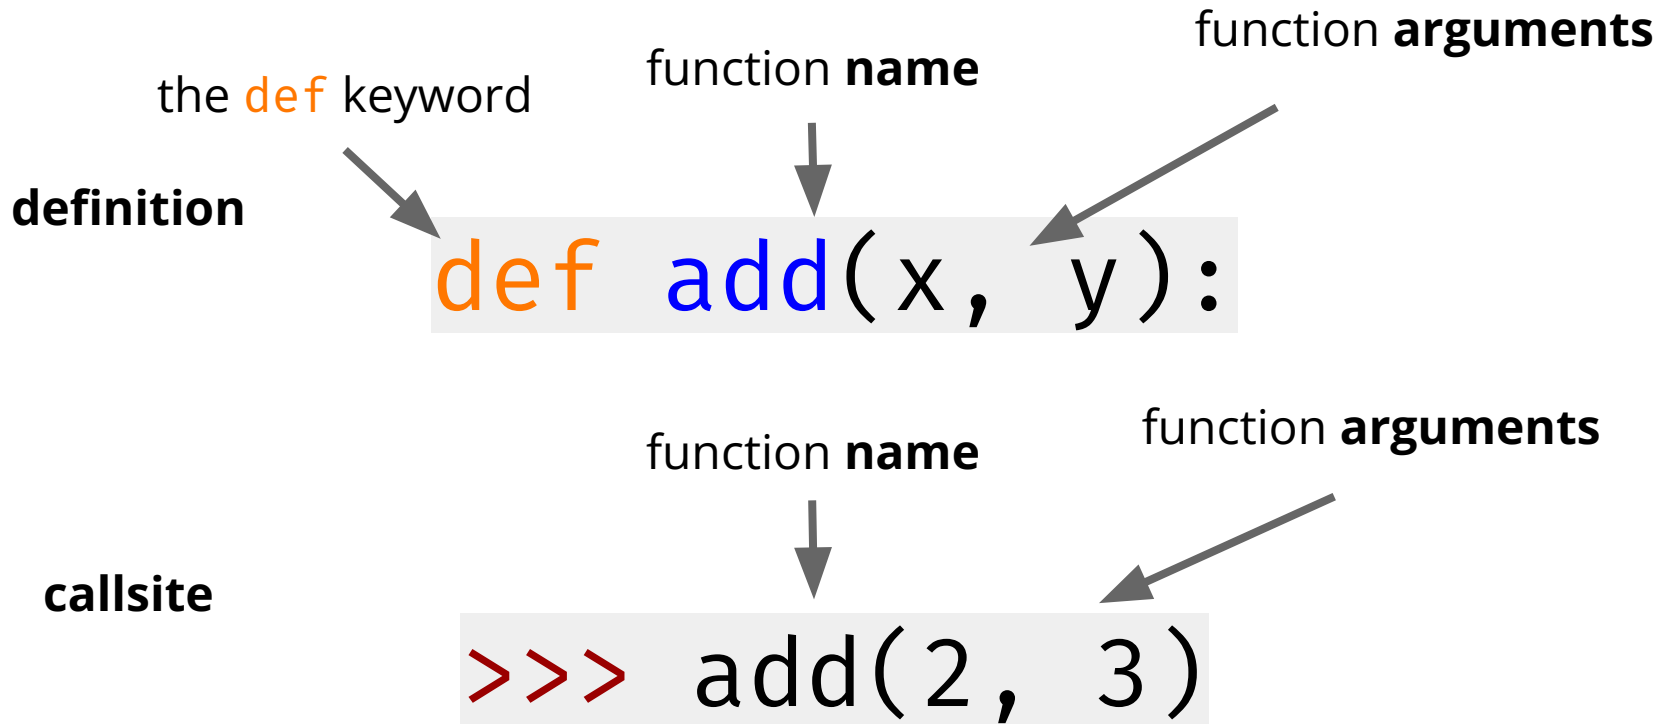 function arguments
function name
the def keyword
definition
def add(x, y):
function arguments
function name
callsite
>>> add(2, 3)